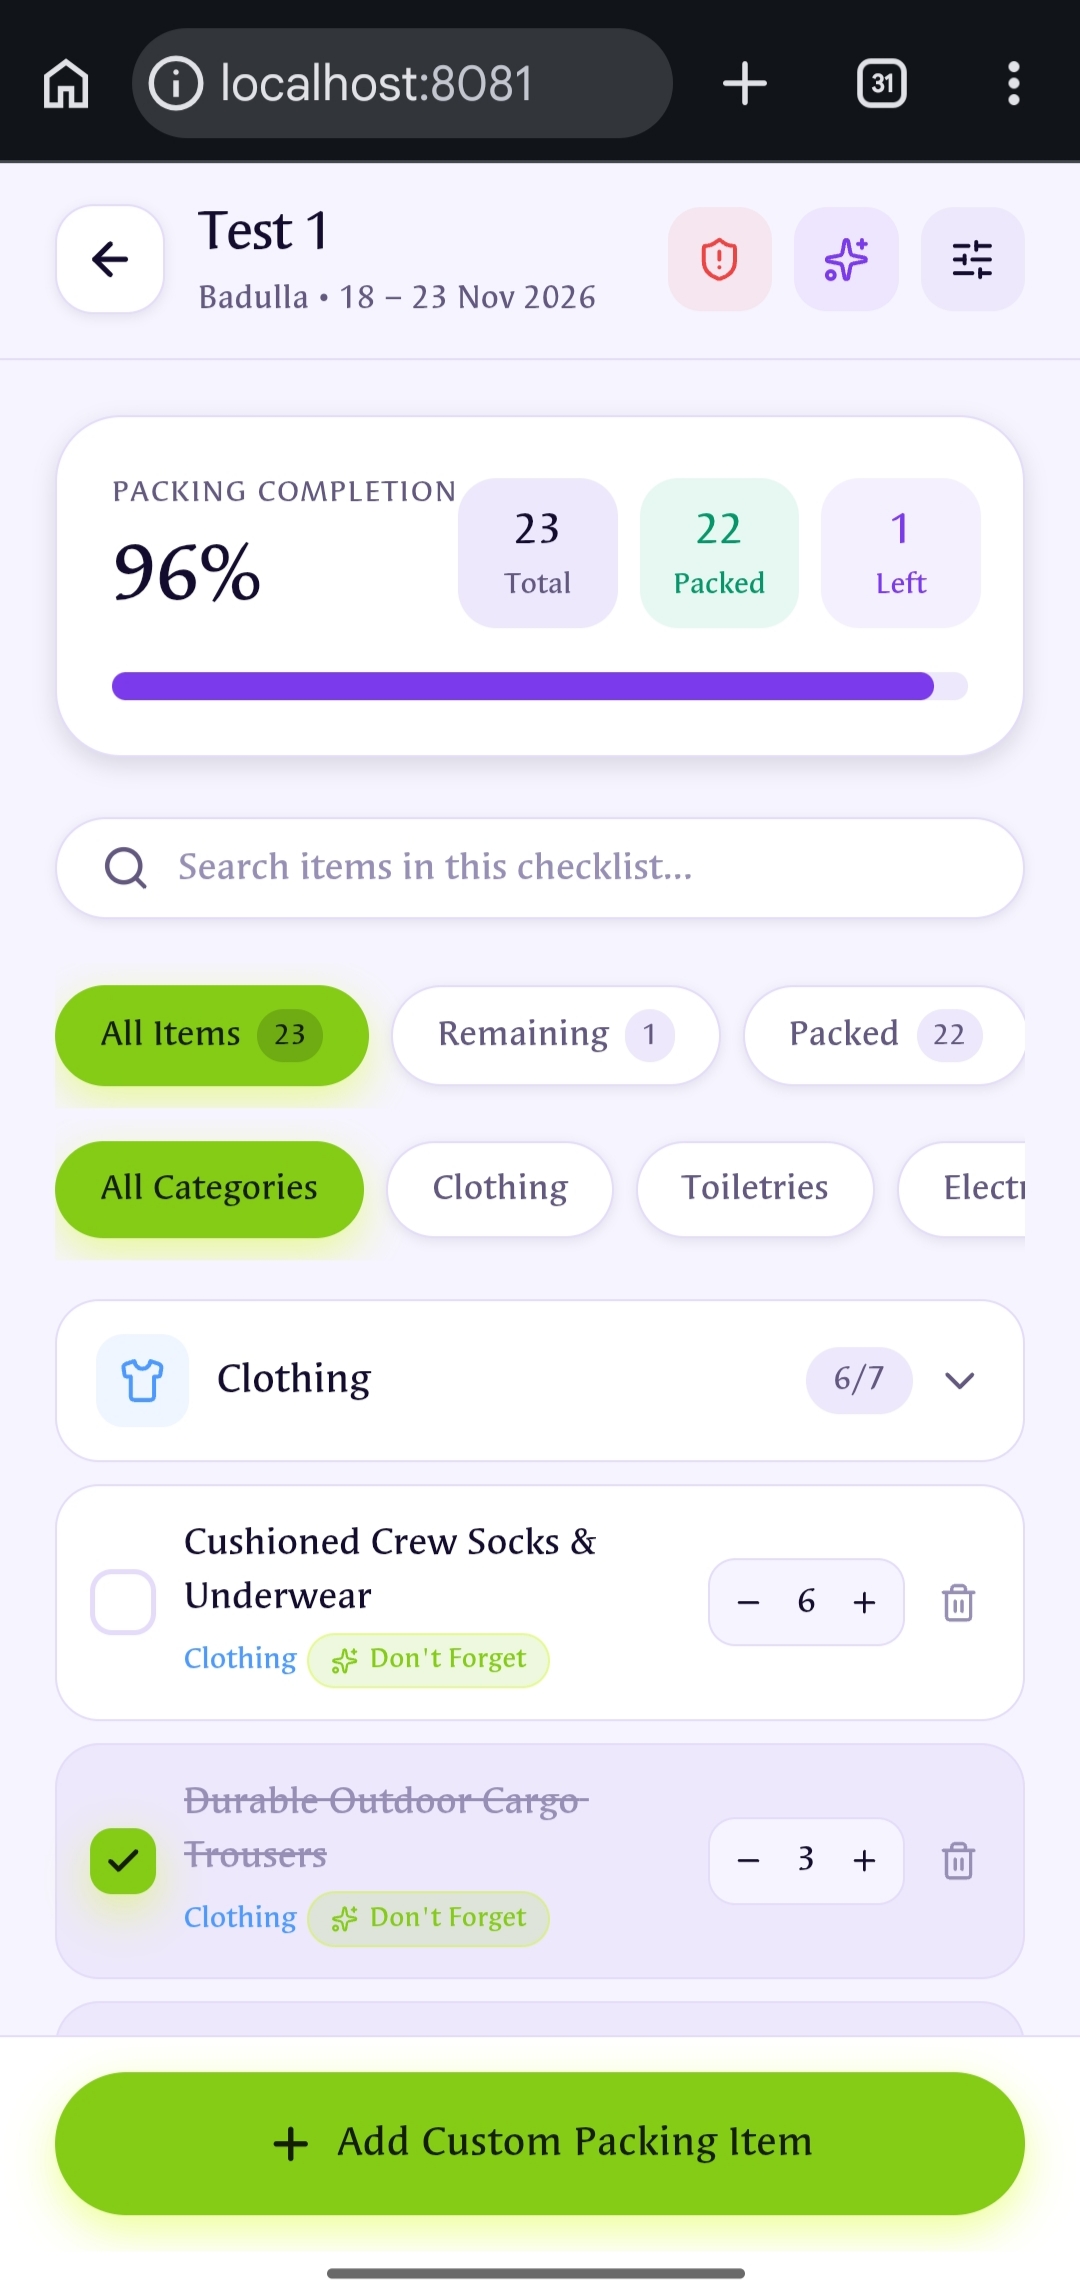 localhost:8081
31
Test 1
Badulla • 18 – 23 Nov 2026
PACKING COMPLETION
96%
23
Total
22
Packed
1
Left
Search items in this checklist...
All Items 23
Remaining 1
Packed 22
All Categories
Clothing
Toiletries
Electr
Clothing
6/7
Cushioned Crew Socks &
Underwear
Clothing
Don't Forget
6
Durable Outdoor Cargo
Trousers
Clothing
Don't Forget
3
Add Custom Packing Item